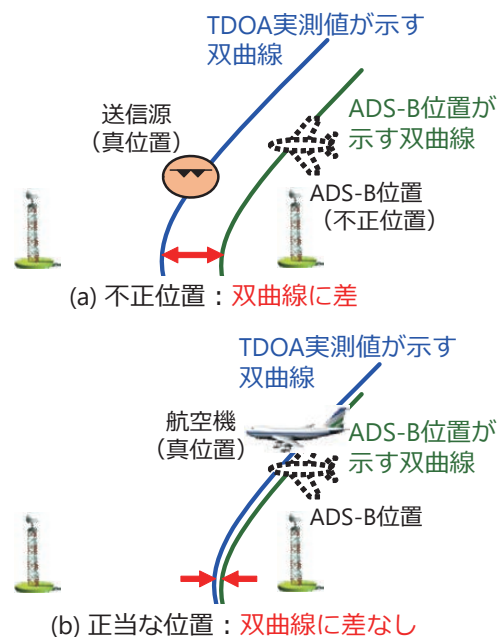 TDOA実測値が示す
双曲線
送信源
（真位置）
ADS-B位置が
示す双曲線
ADS-B位置
（不正位置）
(a) 不正位置：双曲線に差
TDOA実測値が示す
双曲線
航空機
（真位置）
ADS-B位置が
示す双曲線
ADS-B位置
(b) 正当な位置：双曲線に差なし